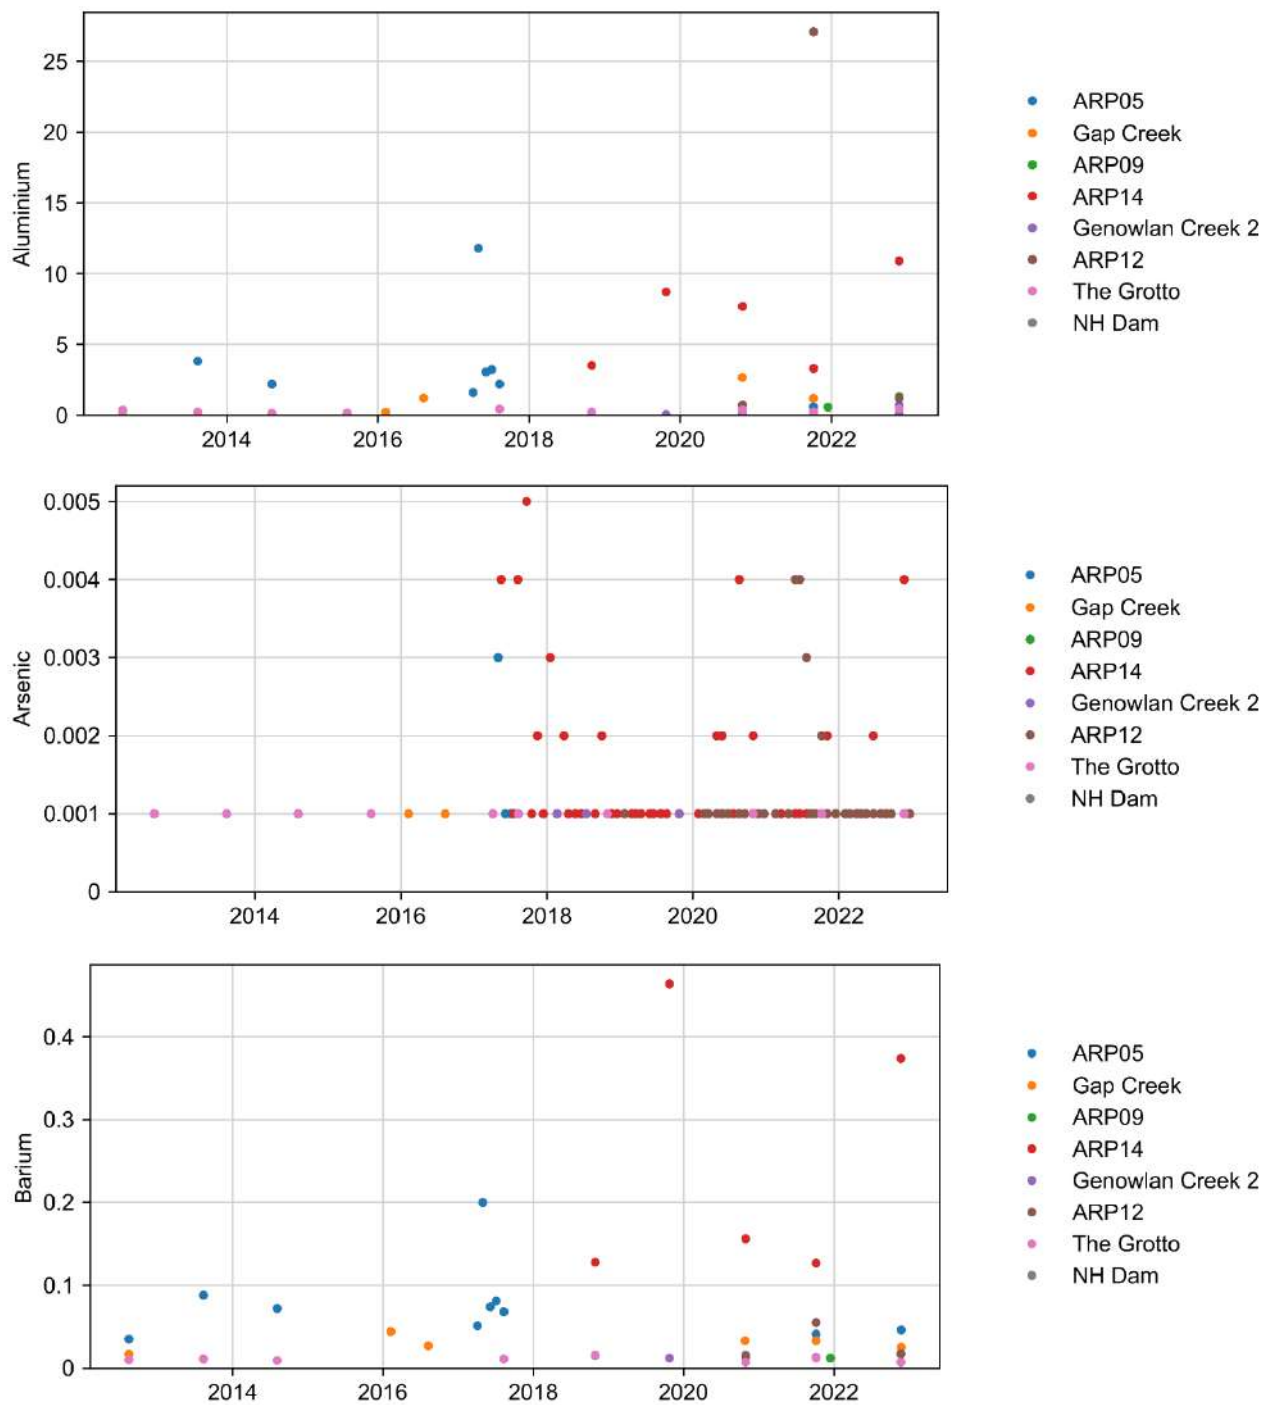 25
20
15
10
5
0
Aluminium
2014 2016 2018 2020 2022
ARP05
Gap Creek
ARP09
ARP14
Genowlan Creek 2
ARP12
The Grotto
NH Dam
0.005
0.004
0.003
0.002
0.001
0
Arsenic
2014 2016 2018 2020 2022
ARP05
Gap Creek
ARP09
ARP14
Genowlan Creek 2
ARP12
The Grotto
NH Dam
0.4
0.3
0.2
0.1
0
Barium
2014 2016 2018 2020 2022
ARP05
Gap Creek
ARP09
ARP14
Genowlan Creek 2
ARP12
The Grotto
NH Dam